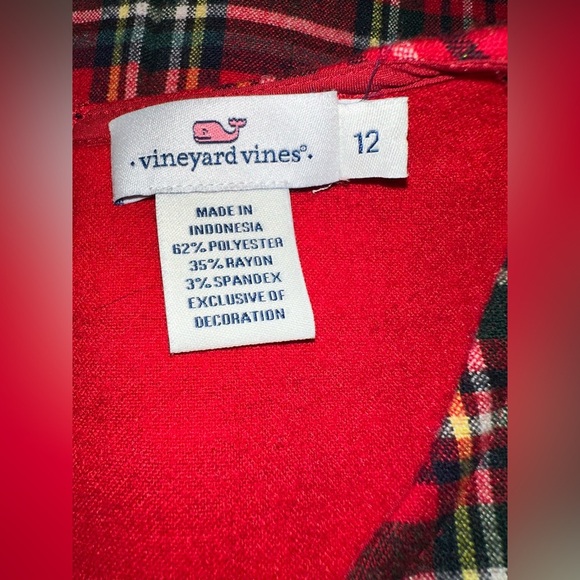 ·vineyard vines®·
12
MADE IN
INDONESIA
62% POLYESTER
35% RAYON
3% SPANDEX
EXCLUSIVE OF
DECORATION